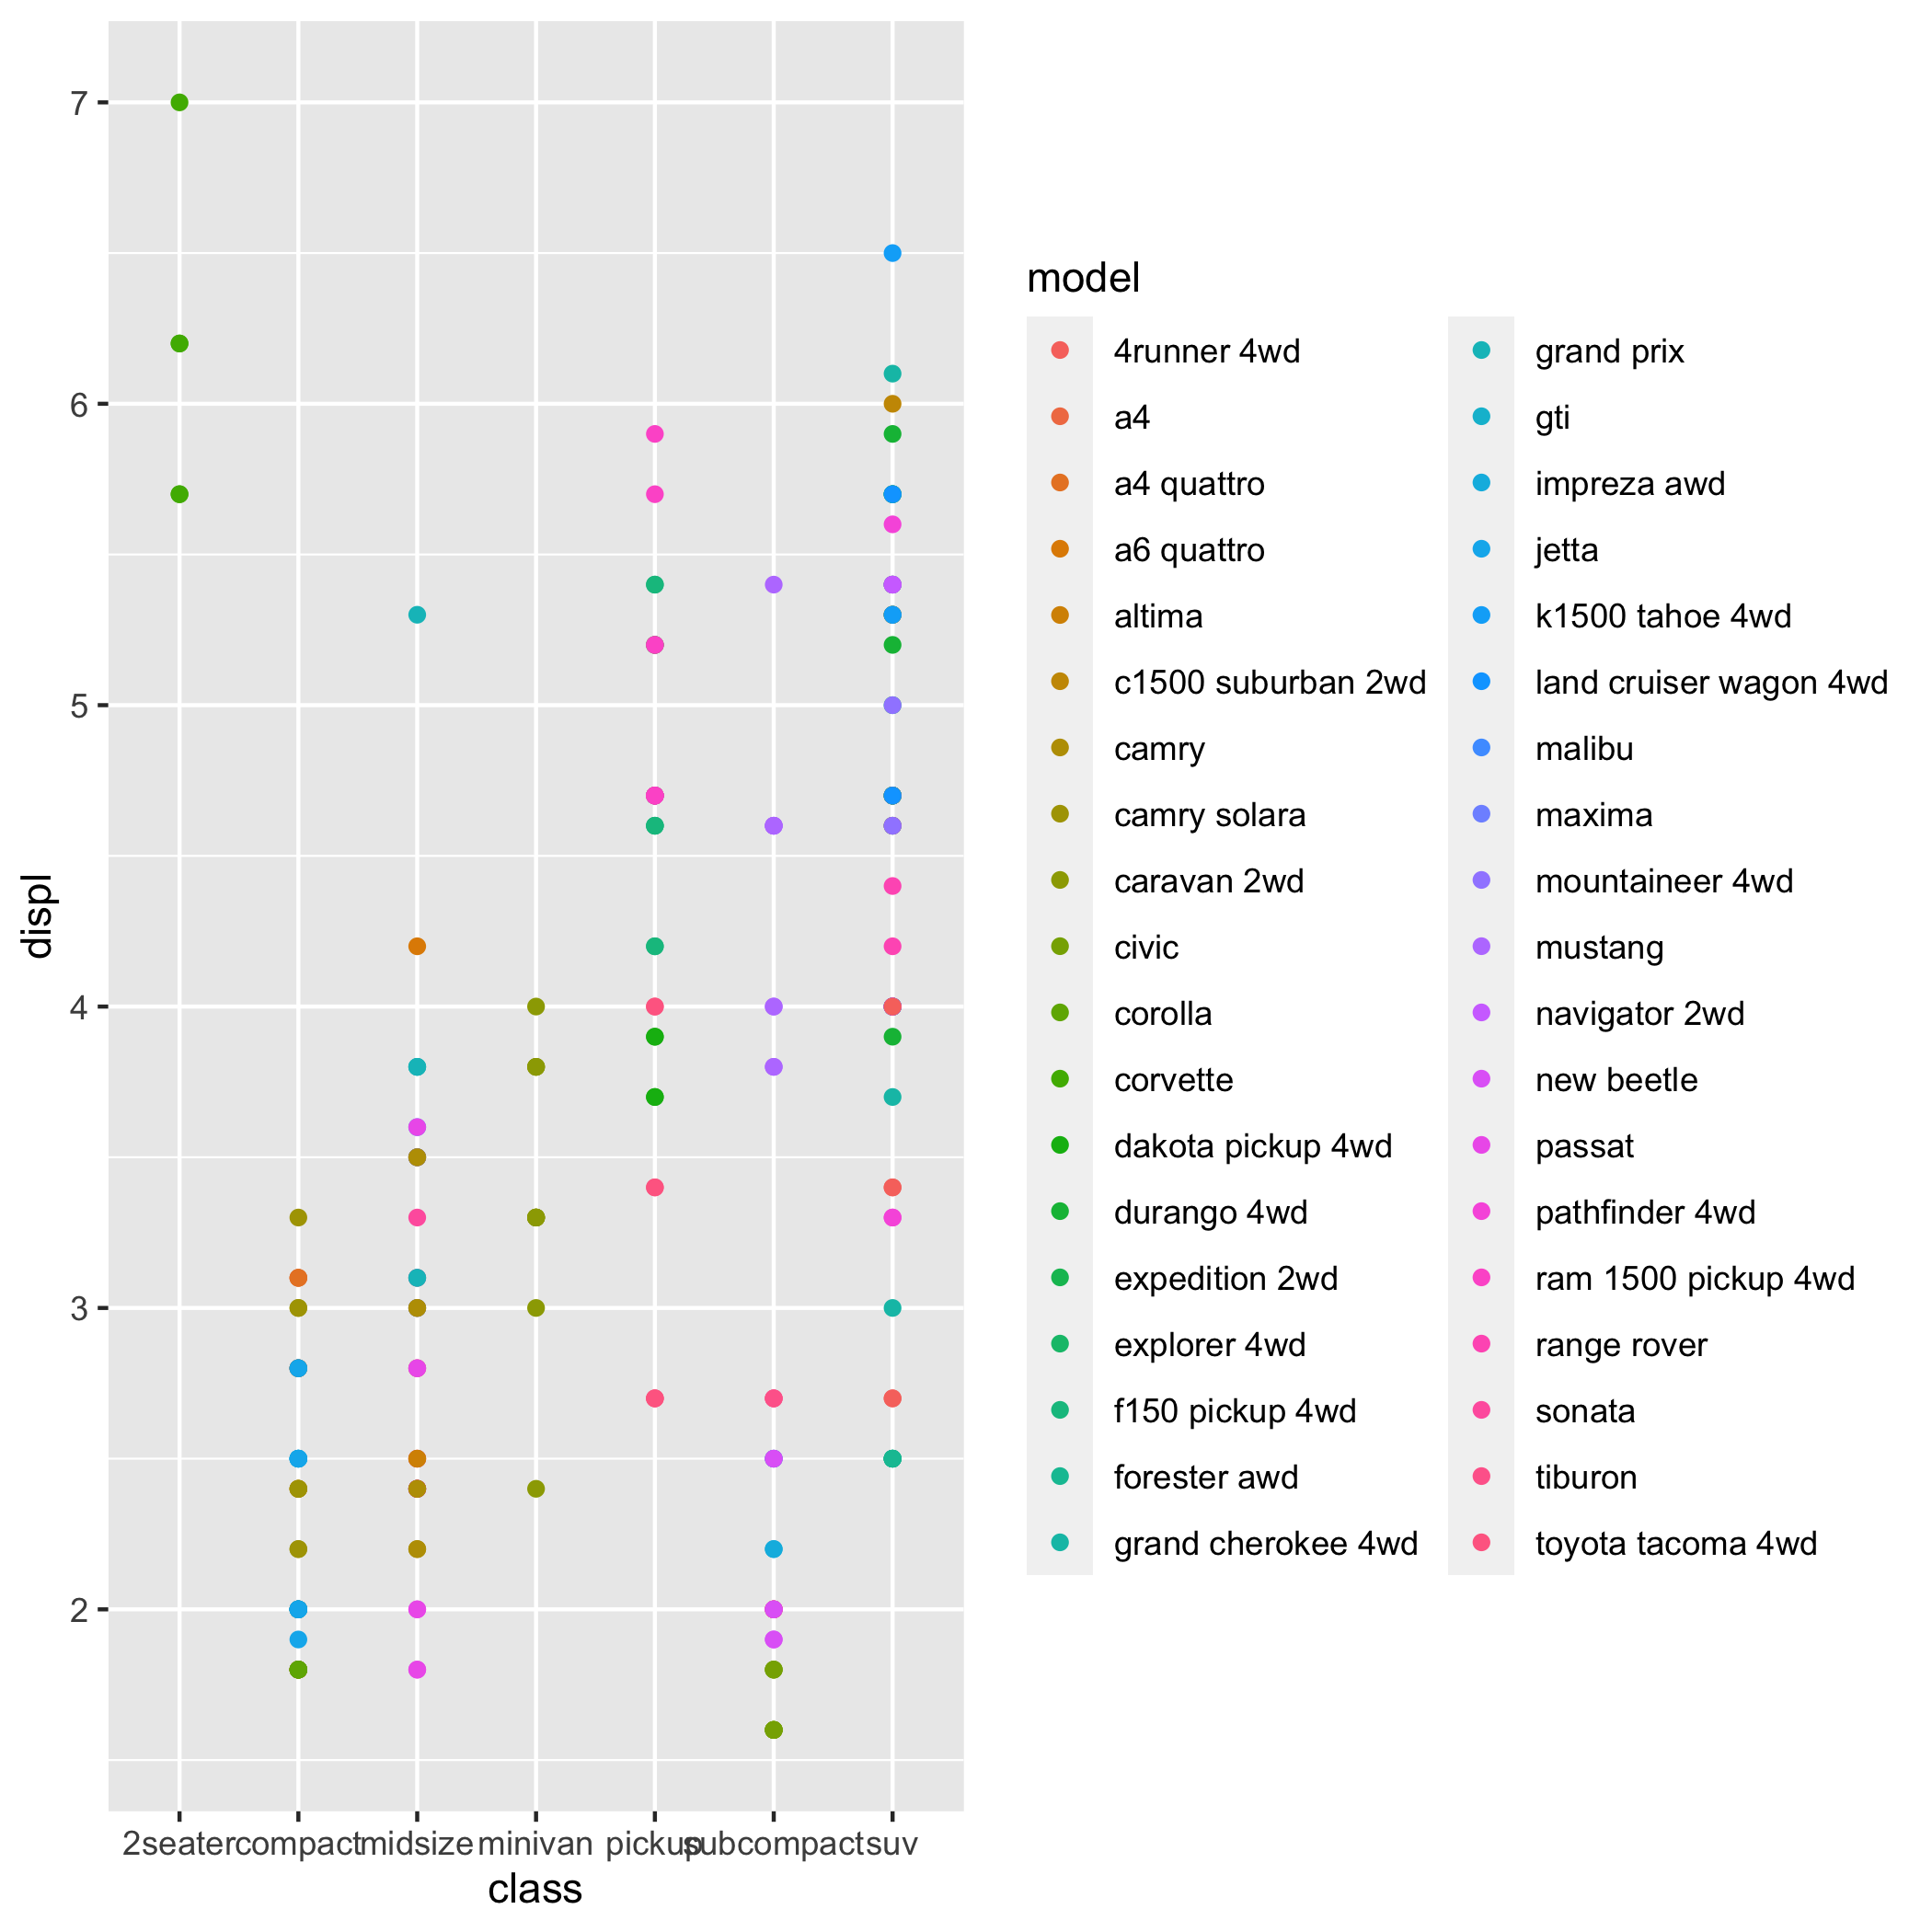 7
6
5
4
3
2
displ
2seater compact midsize minivan pickup subcompact suv
class
model
4runner 4wd
a4
a4 quattro
a6 quattro
altima
c1500 suburban 2wd
camry
camry solara
caravan 2wd
civic
corolla
corvette
dakota pickup 4wd
durango 4wd
expedition 2wd
explorer 4wd
f150 pickup 4wd
forester awd
grand cherokee 4wd
grand prix
gti
impreza awd
jetta
k1500 tahoe 4wd
land cruiser wagon 4wd
malibu
maxima
mountaineer 4wd
mustang
navigator 2wd
new beetle
passat
pathfinder 4wd
ram 1500 pickup 4wd
range rover
sonata
tiburon
toyota tacoma 4wd